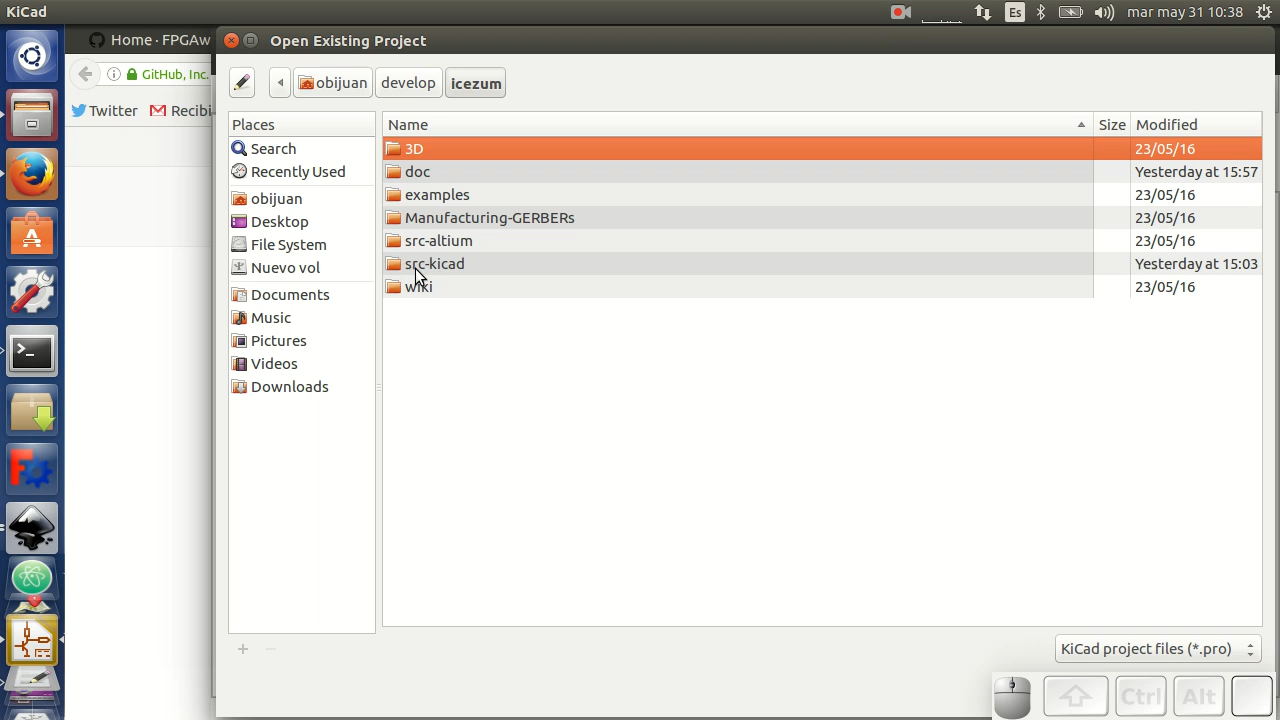 KiCad
Es
mar may 31 10:38
Home · FPGAw
Open Existing Project
GitHub, Inc.
obijuan
develop
icezum
Twitter
Recibi
Places
Name
Size
Modified
Search
3D
23/05/16
Recently Used
doc
Yesterday at 15:57
obijuan
examples
23/05/16
Desktop
Manufacturing-GERBERs
23/05/16
File System
src-altium
23/05/16
Nuevo vol
src-kicad
Yesterday at 15:03
wiki
23/05/16
Documents
Music
Pictures
Videos
Downloads
KiCad project files (*.pro)
Ctrl
Alt